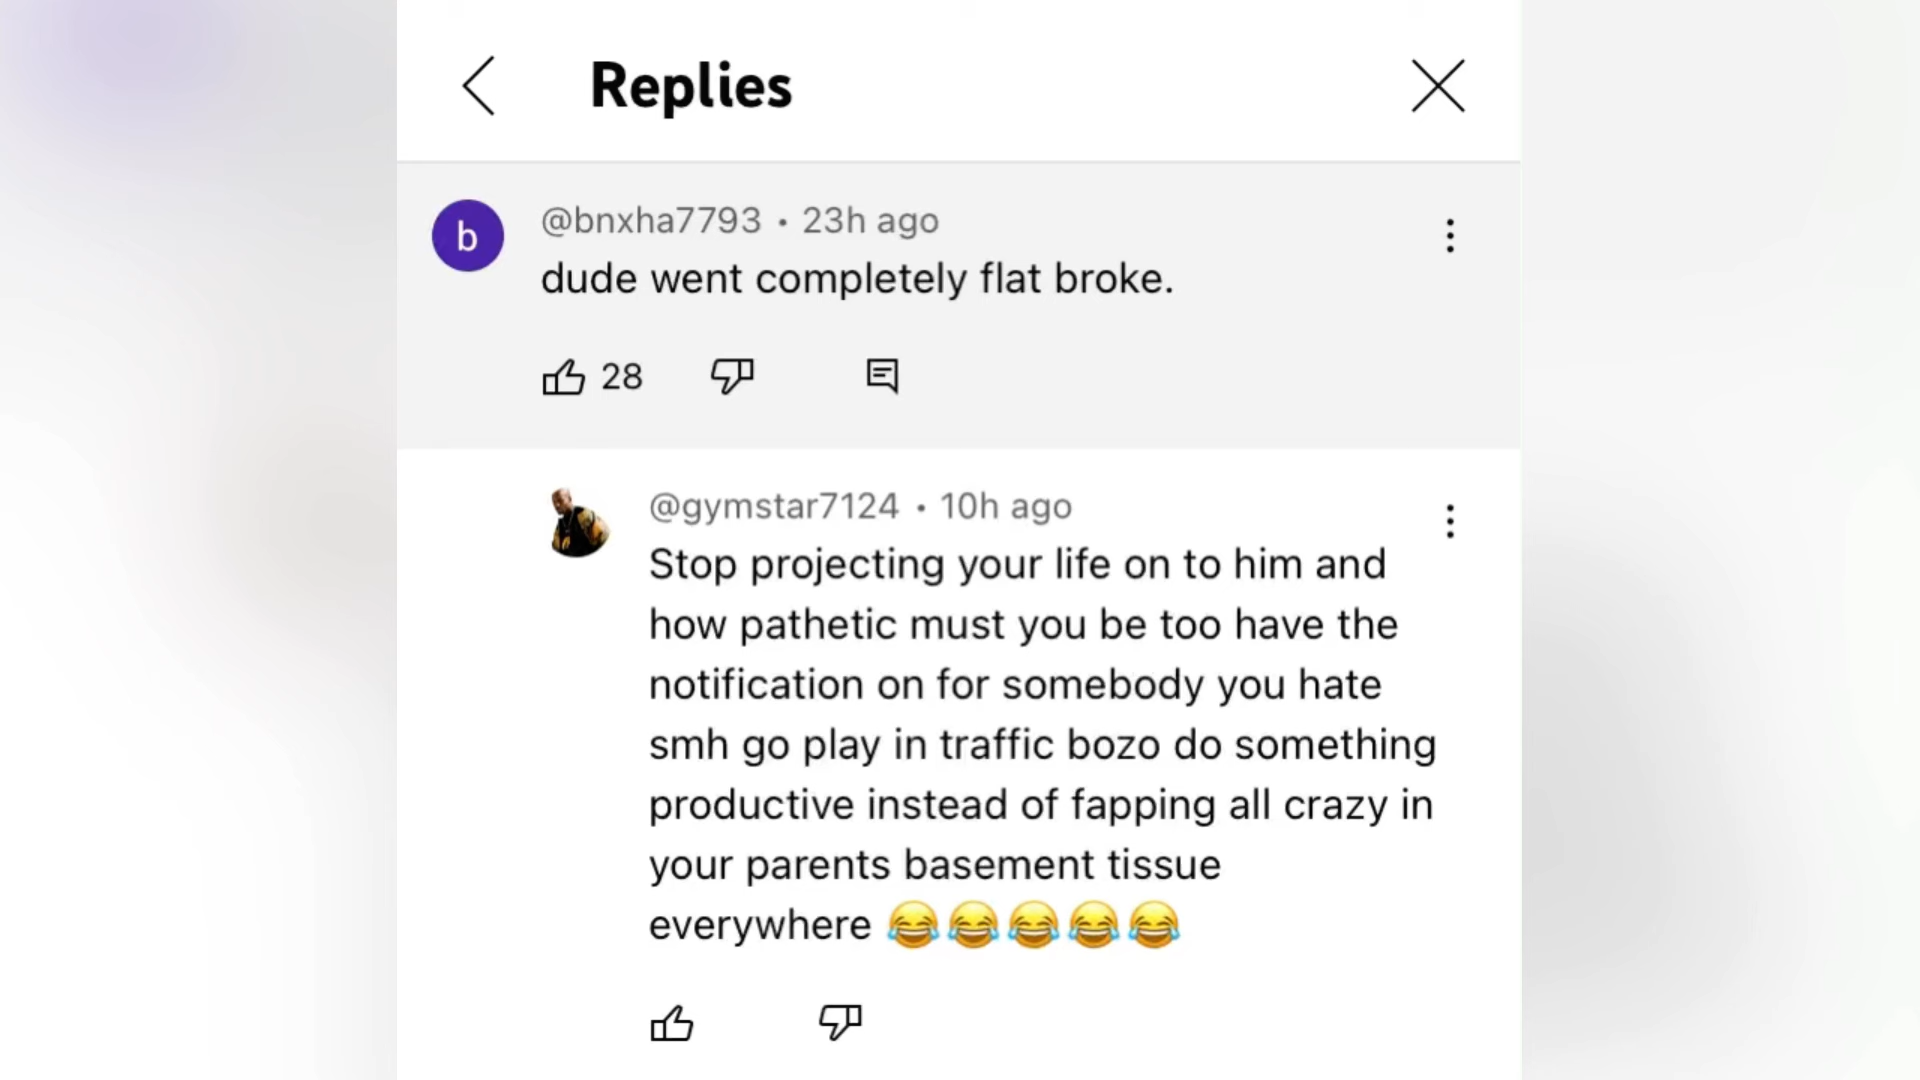 Replies
b
@bnxha7793 • 23h ago
dude went completely flat broke.
28
@gymstar7124 • 10h ago
Stop projecting your life on to him and
how pathetic must you be too have the
notification on for somebody you hate
smh go play in traffic bozo do something
productive instead of fapping all crazy in
your parents basement tissue
everywhere 😂😂😂😂😂